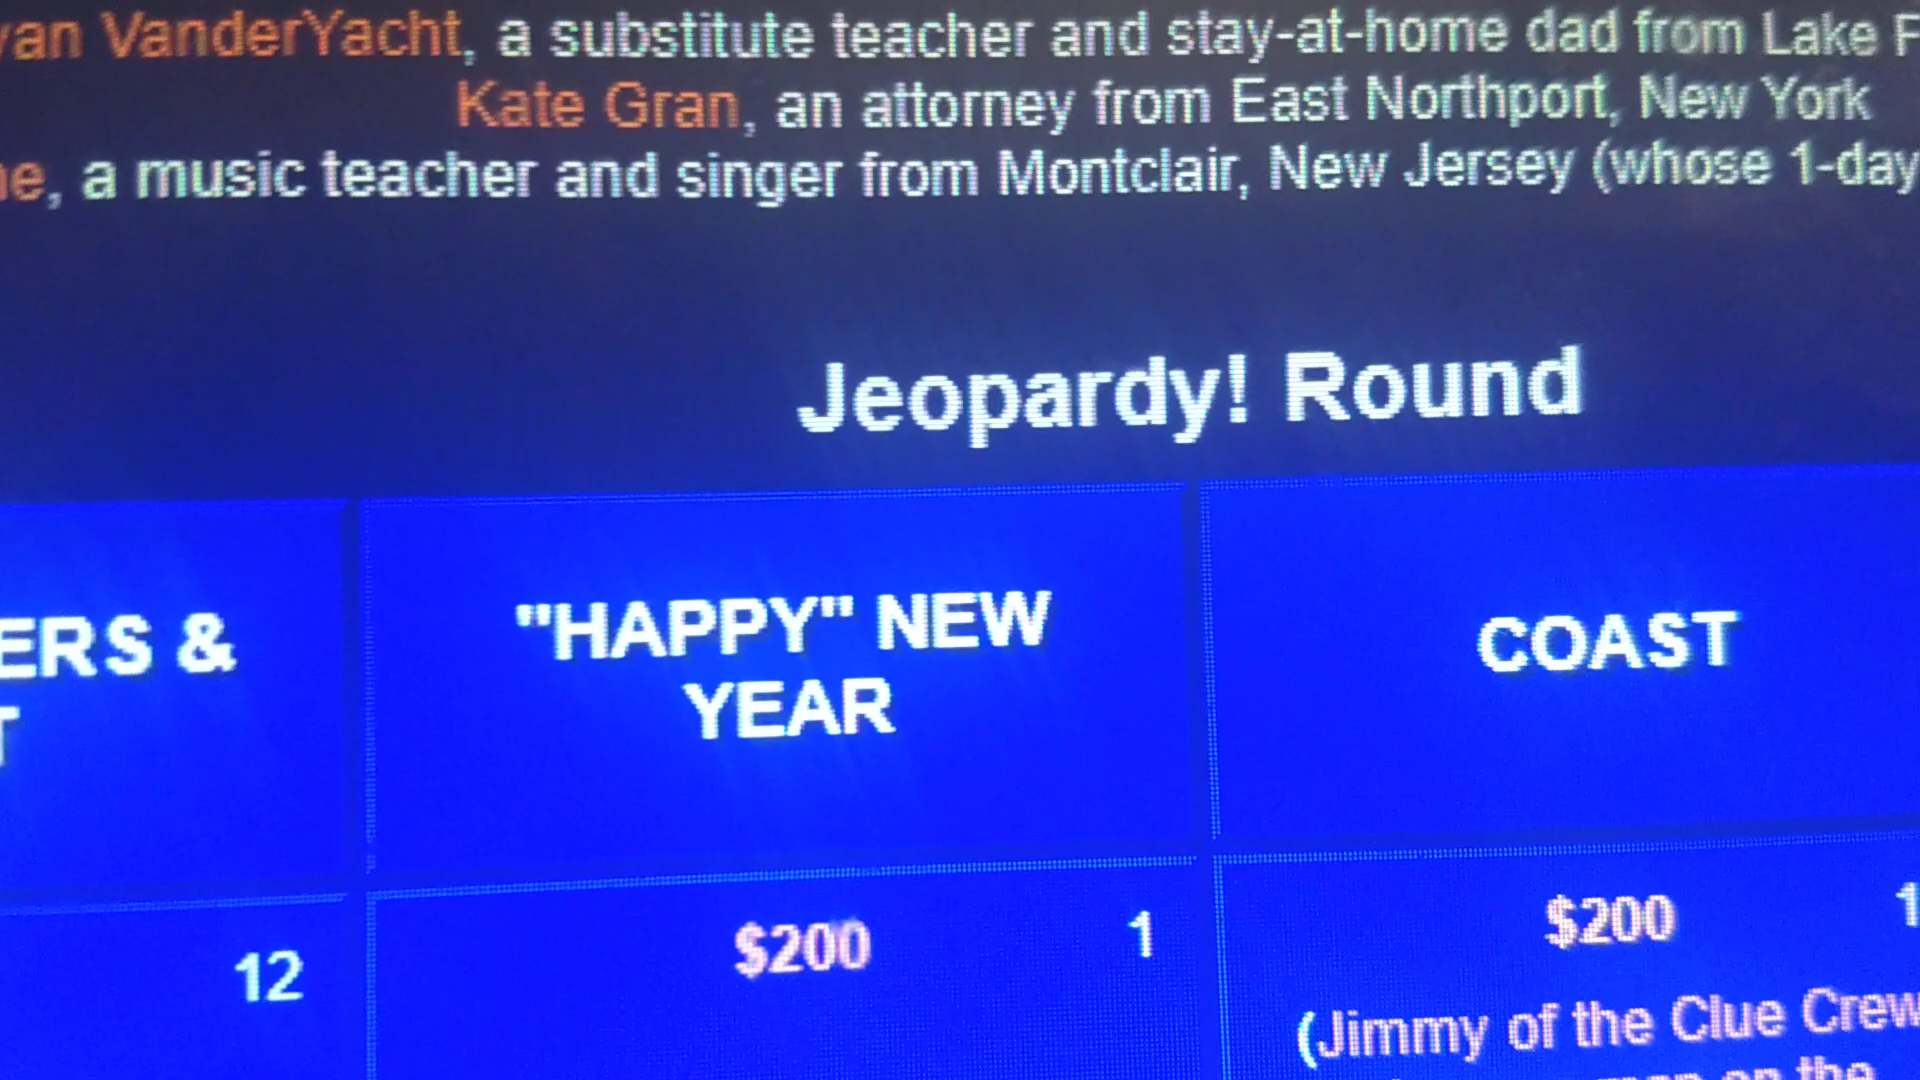 VanderYacht, a substitute teacher and stay-at-home dad from Lake
Kate Gran, an attorney from East Northport, New York
a music teacher and singer from Montclair, New Jersey (whose 1-day
Jeopardy! Round
ERS &
T
"HAPPY" NEW
YEAR
COAST
12
$200 1
$200
(Jimmy of the Clue Crew
on the